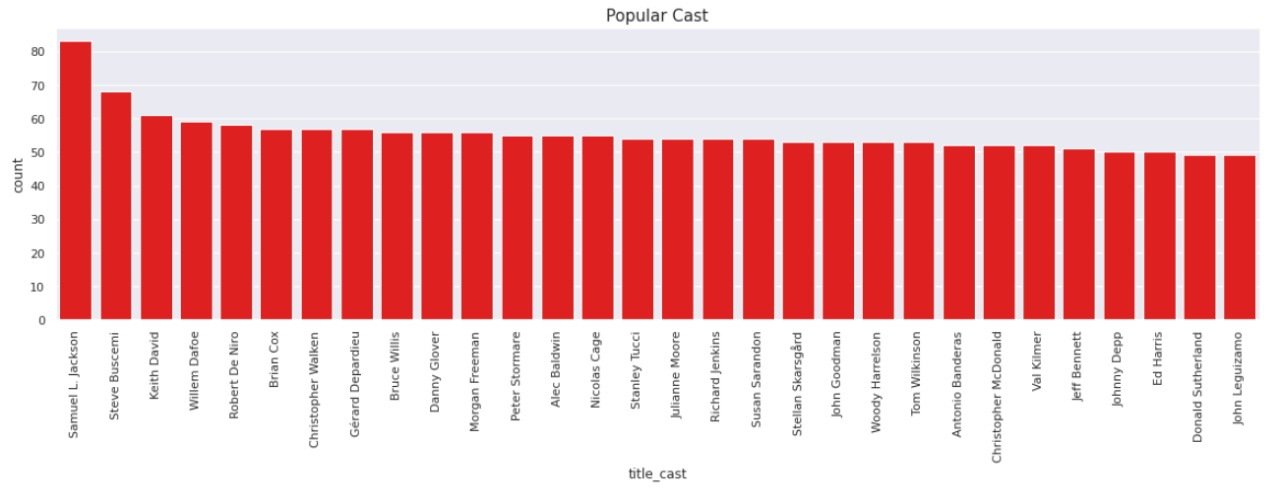 Popular Cast
count
80
70
60
50
40
30
20
10
0
Samuel L. Jackson
Steve Buscemi
Keith David
Willem Dafoe
Robert De Niro
Brian Cox
Christopher Walken
Gérard Depardieu
Bruce Willis
Danny Glover
Morgan Freeman
Peter Stormare
Alec Baldwin
Nicolas Cage
Stanley Tucci
Julianne Moore
Richard Jenkins
Susan Sarandon
Stellan Skarsgård
John Goodman
Woody Harrelson
Tom Wilkinson
Antonio Banderas
Christopher McDonald
Val Kilmer
Jeff Bennett
Johnny Depp
Ed Harris
Donald Sutherland
John Leguizamo
title_cast